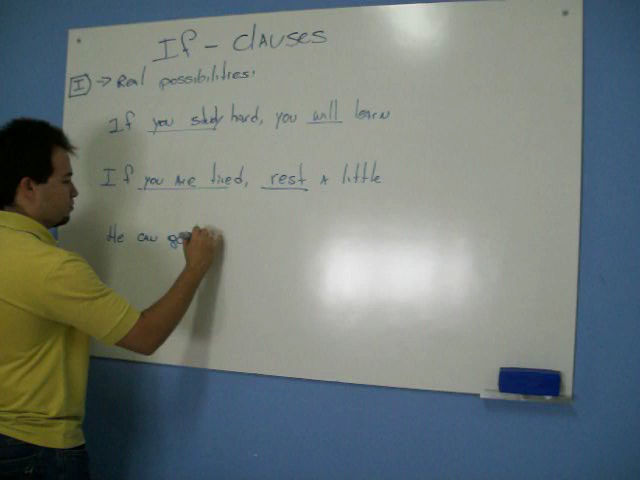 If - clauses
I → Real possibilities:
If you study hard, you will learn
If you are tired, rest a little
He can go